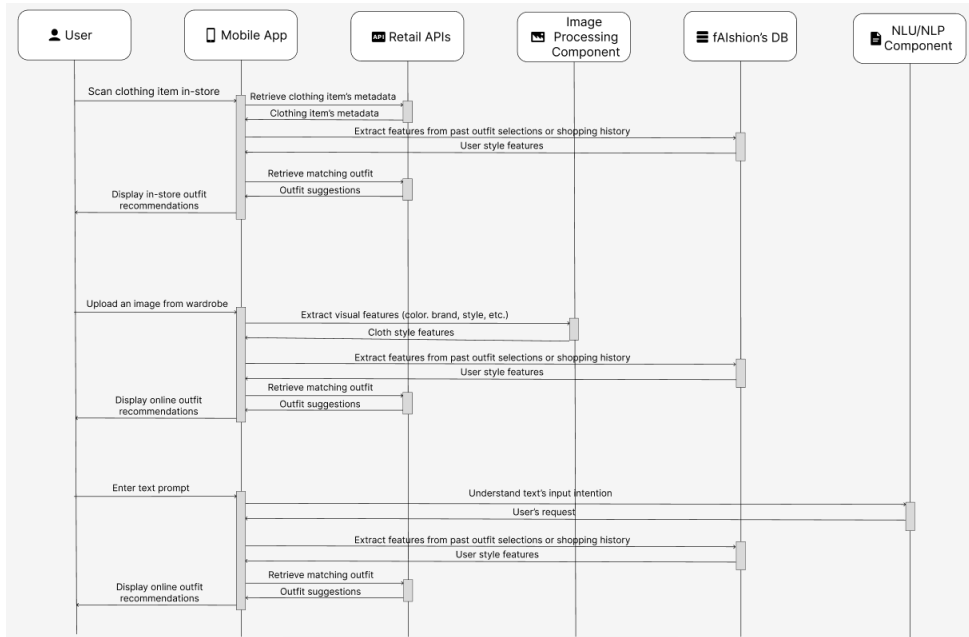 User
Mobile App
API
Retail APIs
Image
Processing
Component
fAIshion's DB
NLU/NLP
Component
Scan clothing item in-store
Retrieve clothing item's metadata
Clothing item's metadata
Extract features from past outfit selections or shopping history
User style features
Retrieve matching outfit
Outfit suggestions
Display in-store outfit
recommendations
Upload an image from wardrobe
Extract visual features (color. brand, style, etc.)
Cloth style features
Extract features from past outfit selections or shopping history
User style features
Retrieve matching outfit
Outfit suggestions
Display online outfit
recommendations
Enter text prompt
Understand text's input intention
User's request
Extract features from past outfit selections or shopping history
User style features
Retrieve matching outfit
Outfit suggestions
Display online outfit
recommendations